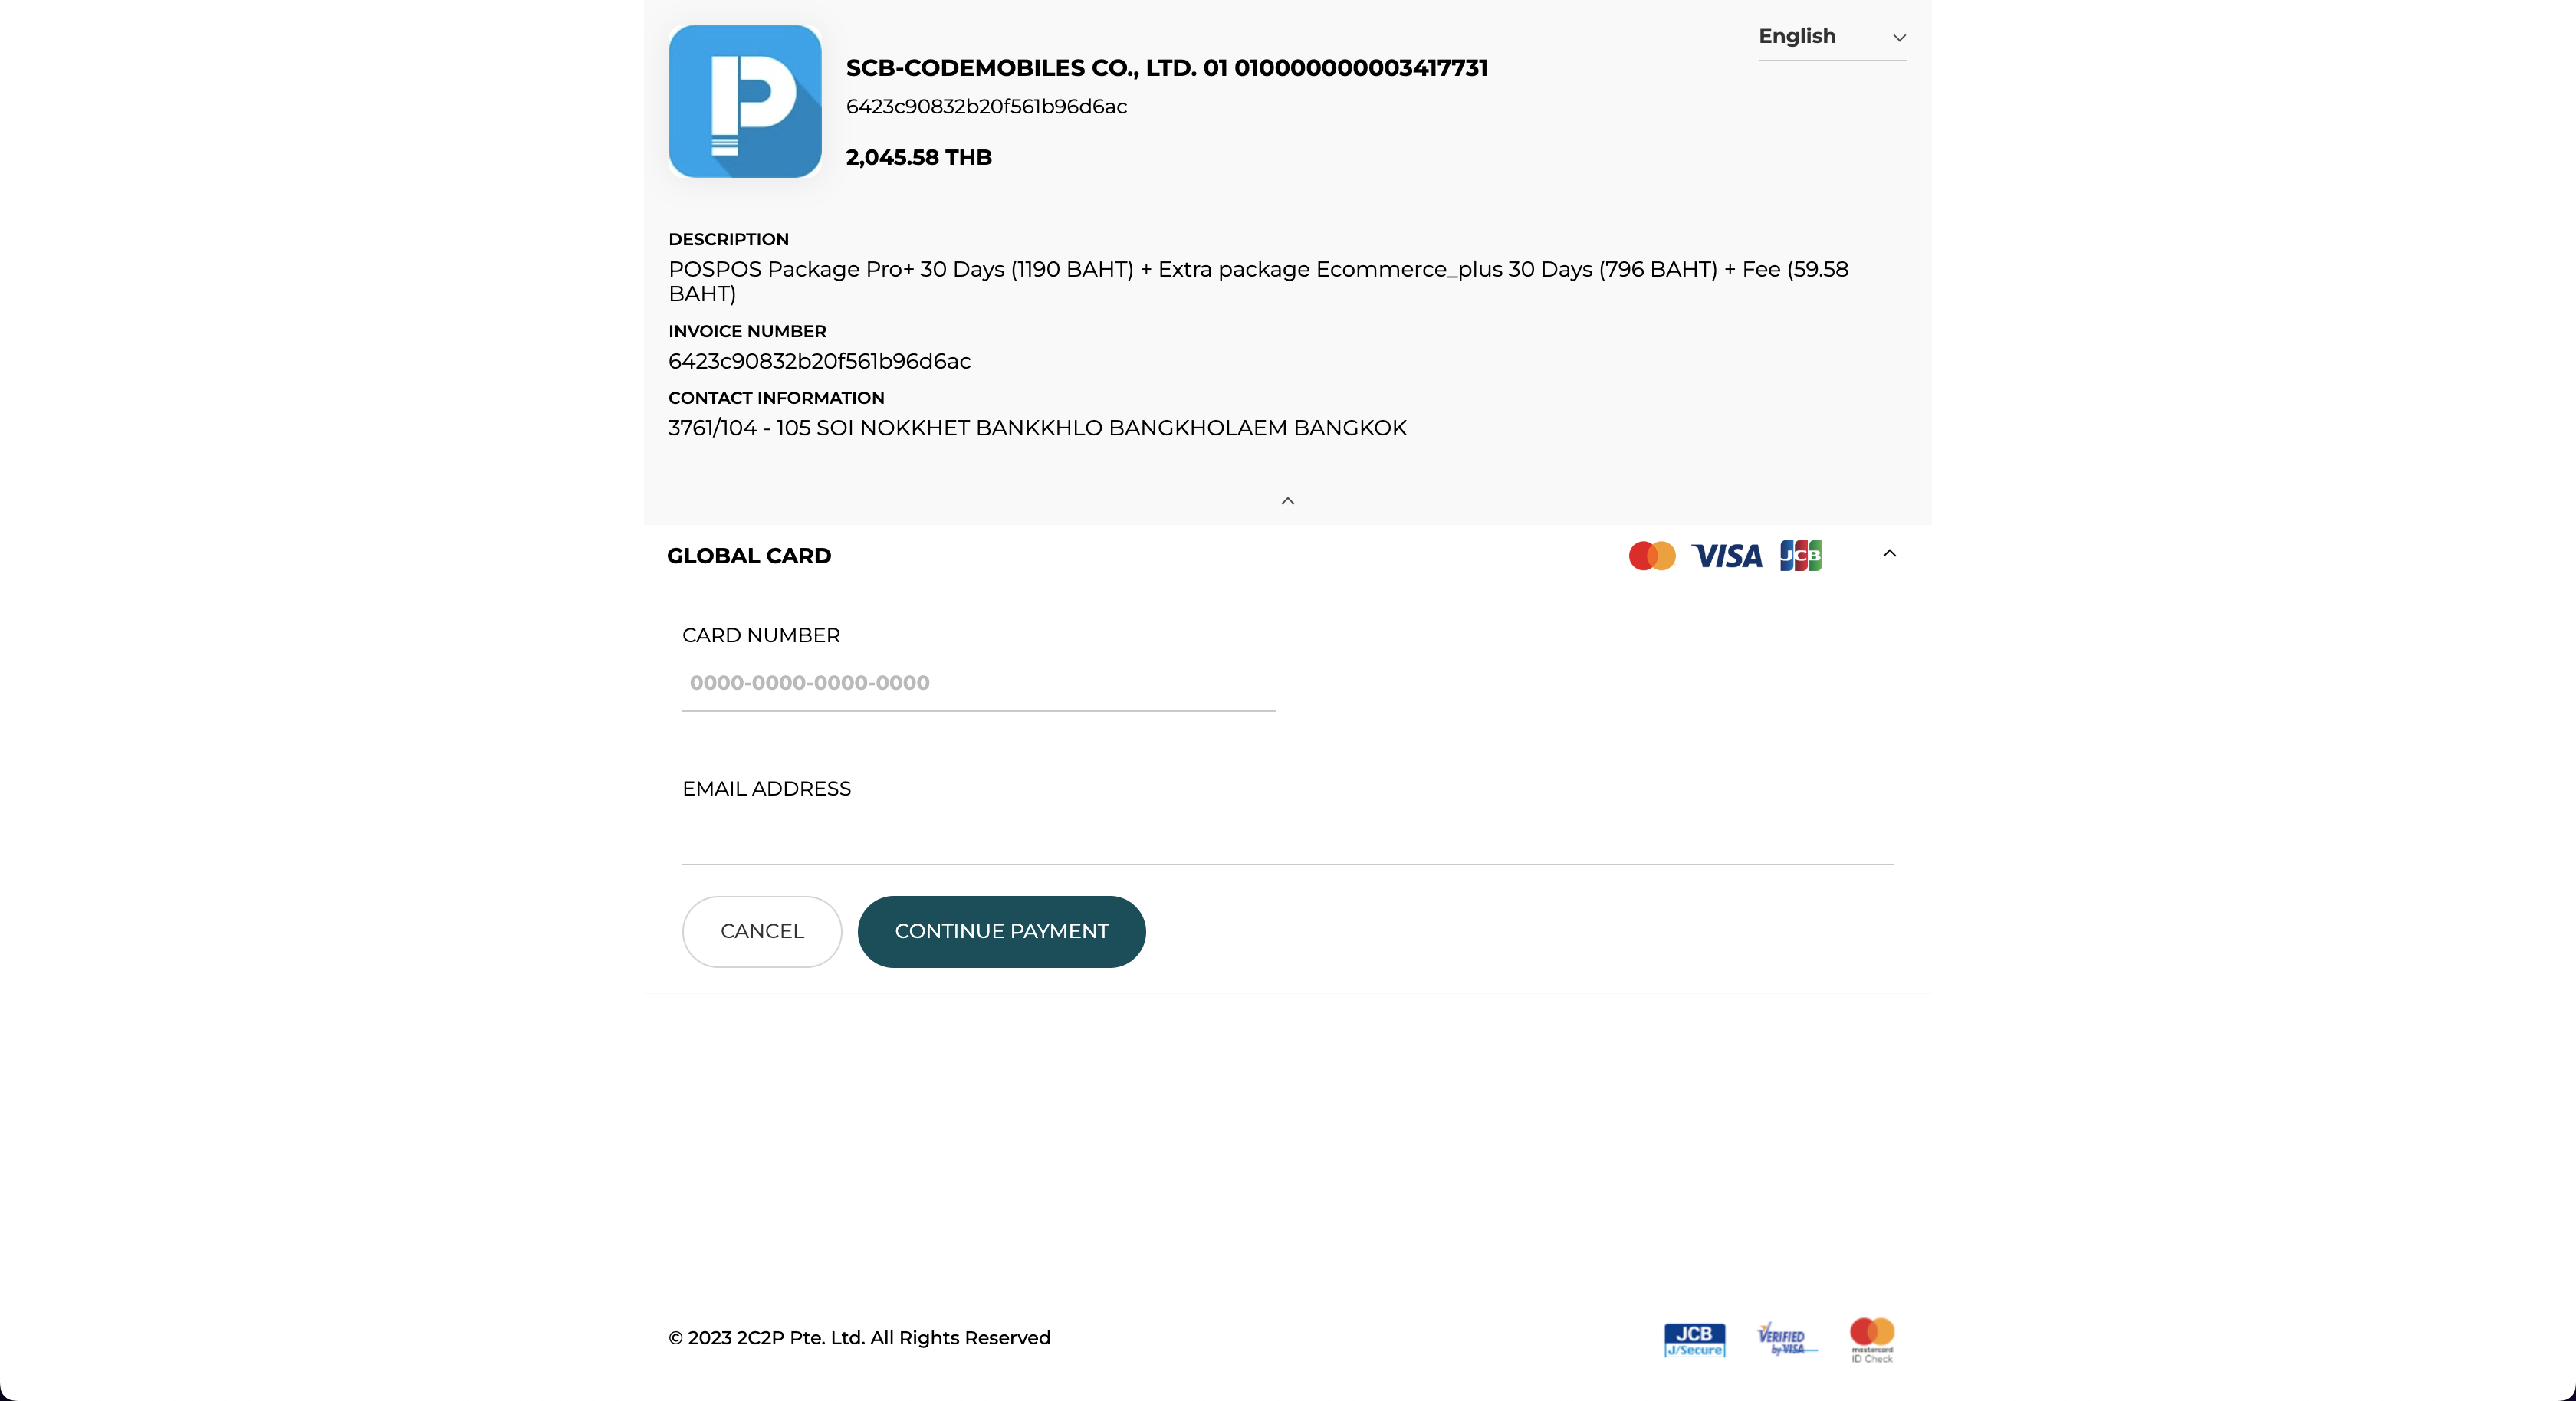 English
SCB-CODEMOBILES CO., LTD. 01 010000000003417731
6423c90832b20f561b96d6ac
2,045.58 THB
DESCRIPTION
POSPOS Package Pro+ 30 Days (1190 BAHT) + Extra package Ecommerce_plus 30 Days (796 BAHT) + Fee (59.58
BAHT)
INVOICE NUMBER
6423c90832b20f561b96d6ac
CONTACT INFORMATION
3761/104 - 105 SOI NOKKHET BANKKHLO BANGKHOLAEM BANGKOK
GLOBAL CARD
VISA
JCB
CARD NUMBER
0000-0000-0000-0000
EMAIL ADDRESS
CANCEL
CONTINUE PAYMENT
© 2023 2C2P Pte. Ltd. All Rights Reserved
JCB
J/Secure
VERIFIED
by VISA
mastercard
ID Check